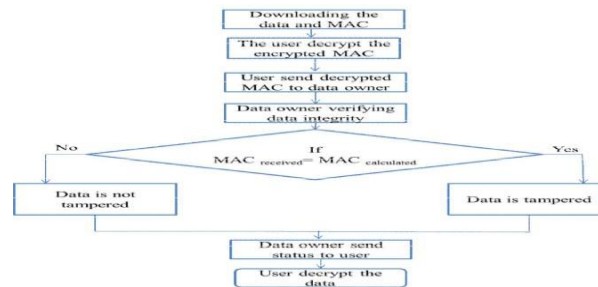 Downloading the
data and MAC
The user decrypt the
encrypted MAC
User send decrypted
MAC to data owner
Data owner verifying
data integrity
No
If
Yes
MAC received= MAC calculated
Data is not
tampered
Data is tampered
Data owner send
status to user
User decrypt the
data